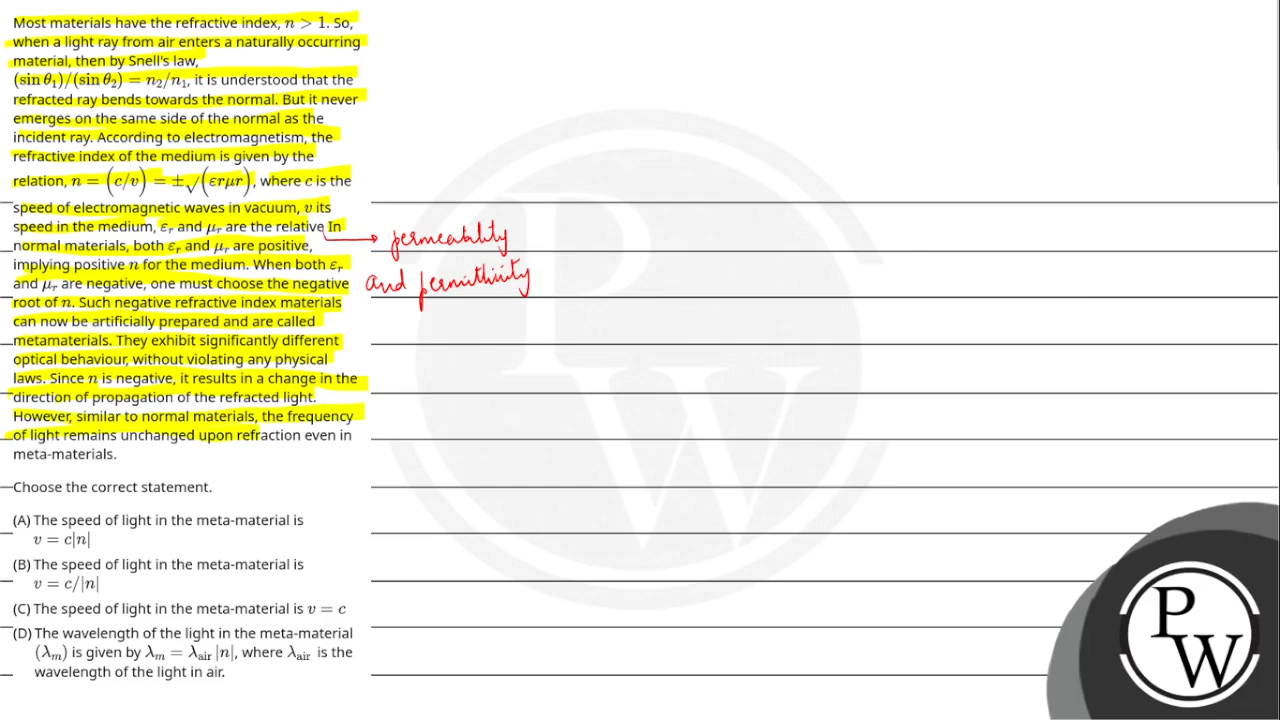 Most materials have the refractive index, n > 1. So,
when a light ray from air enters a naturally occurring
material, then by Snell's law,
(sin θ₁)/(sin θ₂) = n₂/n₁, it is understood that the
refracted ray bends towards the normal. But it never
emerges on the same side of the normal as the
incident ray. According to electromagnetism, the
refractive index of the medium is given by the
relation, n = (c/v) = ±√(εrμr), where c is the
speed of electromagnetic waves in vacuum, v its
speed in the medium, εᵣ and μᵣ are the relative In
normal materials, both εᵣ and μᵣ are positive,
implying positive n for the medium. When both εᵣ
and μᵣ are negative, one must choose the negative
root of n. Such negative refractive index materials
can now be artificially prepared and are called
metamaterials. They exhibit significantly different
optical behaviour, without violating any physical
laws. Since n is negative, it results in a change in the
direction of propagation of the refracted light.
However, similar to normal materials, the frequency
of light remains unchanged upon refraction even in
meta-materials.
permeability
and permittivity
Choose the correct statement.
(A) The speed of light in the meta-material is
v = c|n|
(B) The speed of light in the meta-material is
v = c/|n|
(C) The speed of light in the meta-material is v = c
(D) The wavelength of the light in the meta-material
(λₘ) is given by λₘ = λair |n|, where λair is the
wavelength of the light in air.
P
W
P
W